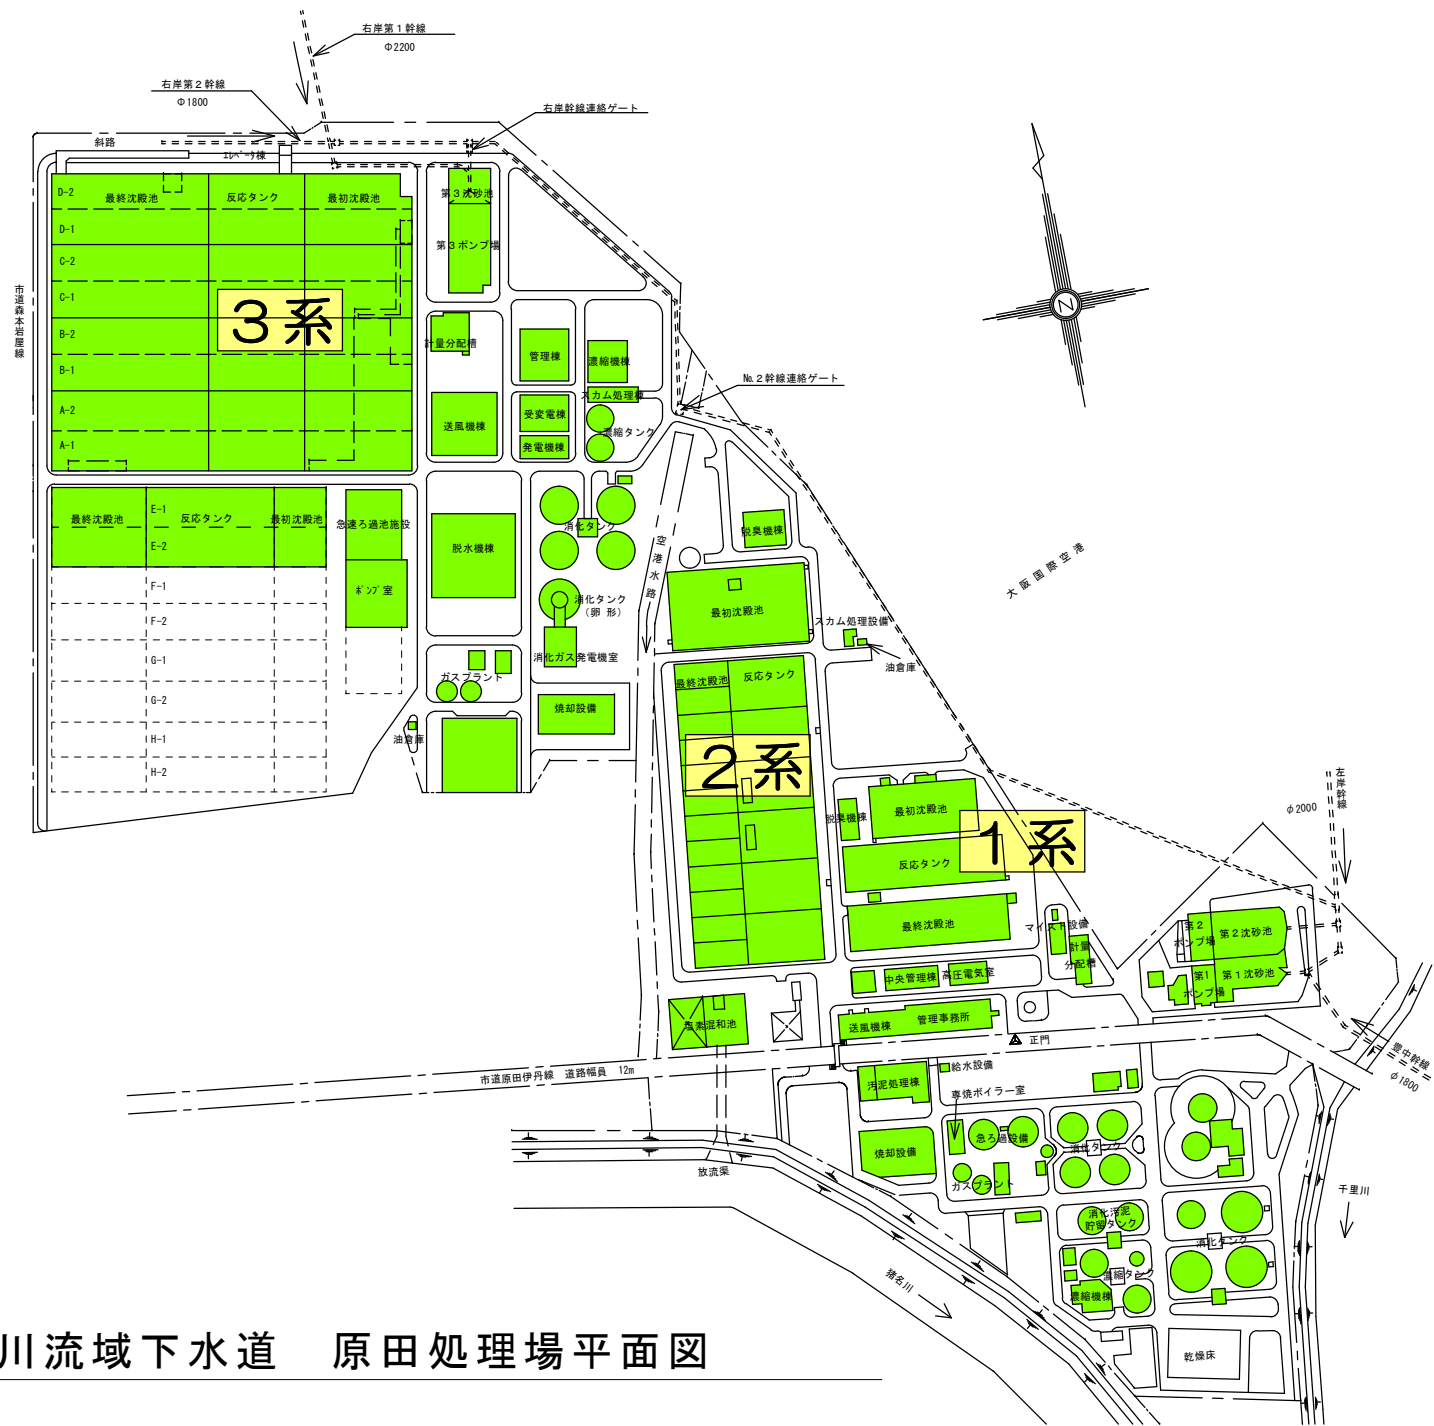 右岸第１幹線
Φ2200
右岸第２幹線
Φ1800
右岸幹線連絡ゲート
斜路
エレベータ棟
市道森本岩屋線
D-2
最終沈殿池
反応タンク
最初沈殿池
D-1
C-2
C-1
B-2
B-1
A-2
A-1
３系
第３沈砂池
第３ポンプ場
計量分配槽
管理棟
濃縮機棟
スカム処理棟
送風機棟
受変電棟
発電機棟
濃縮タンク
№２幹線連絡ゲート
最終沈殿池
E-1
反応タンク
最初沈殿池
E-2
F-1
F-2
G-1
G-2
H-1
H-2
急速ろ過池施設
ポンプ室
脱水機棟
消化タンク
消化タンク
（卵形）
消化ガス発電機室
ガスプラント
焼却設備
油倉庫
空港水路
脱臭機棟
最初沈殿池
スカム処理設備
油倉庫
大阪国際空港
最終沈殿池
反応タンク
２系
脱臭機棟
最初沈殿池
１系
反応タンク
最終沈殿池
マイスト設備
計量
分配槽
中央管理棟
高圧電気室
送風機棟
管理事務所
塩素混和池
正門
左岸幹線
φ2000
第２
ポンプ場
第２沈砂池
第1
ポンプ場
第１沈砂池
豊中幹線
φ1800
市道原田伊丹線　道路幅員　12m
汚泥処理棟
給水設備
専焼ボイラー室
急ろ過設備
焼却設備
ガスプラント
消化タンク
放流渠
消化汚泥
貯留タンク
消化タンク
濃縮タンク
濃縮機棟
乾燥床
千里川
猪名川
川流域下水道　原田処理場平面図
N